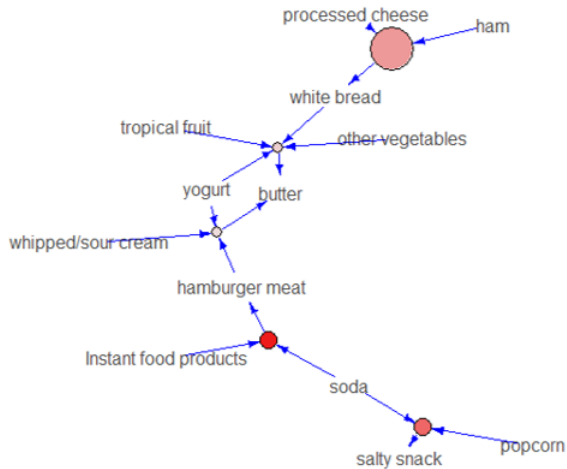 processed cheese
ham
white bread
tropical fruit
other vegetables
yogurt
butter
whipped/sour cream
hamburger meat
Instant food products
soda
popcorn
salty snack